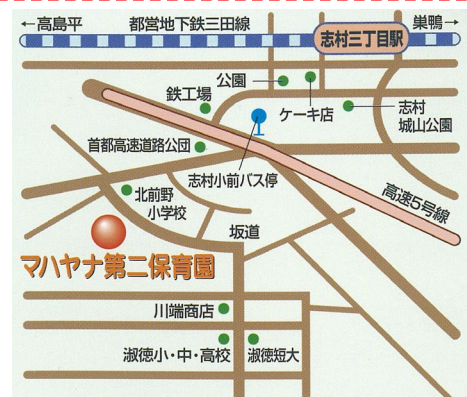 ←高島平
都営地下鉄三田線
巣鴨→
志村三丁目駅
公園
鉄工場
ケーキ店
志村
城山公園
首都高速道路公団
志村小前バス停
高速5号線
北前野
小学校
坂道
マハヤナ第二保育園
川端商店
淑徳小・中・高校
淑徳短大